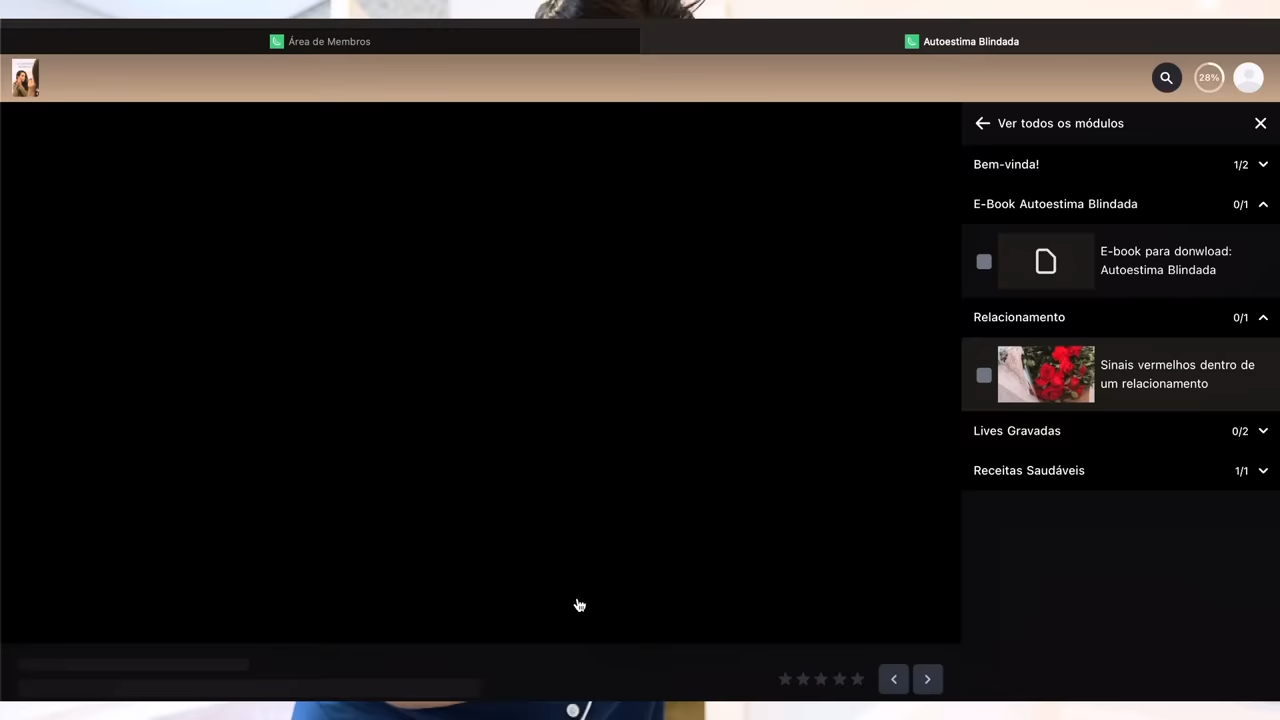 Área de Membros
Autoestima Blindada
28%
Ver todos os módulos
Bem-vinda! 1/2
E-Book Autoestima Blindada 0/1
E-book para donwload:
Autoestima Blindada
Relacionamento 0/1
Sinais vermelhos dentro de
um relacionamento
Lives Gravadas 0/2
Receitas Saudáveis 1/1